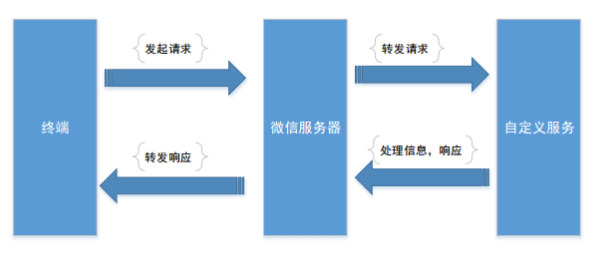 发起请求
转发请求
终端
微信服务器
自定义服务
转发响应
处理信息，响应